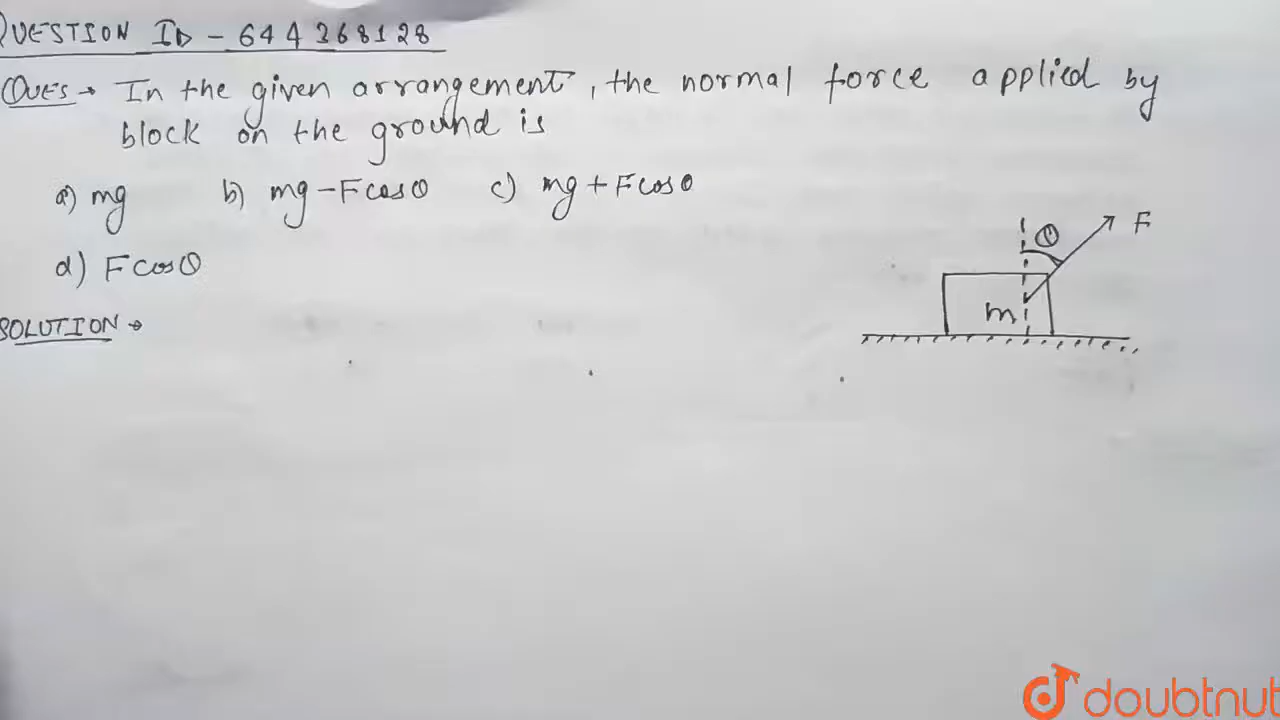 QUESTION ID - 644368128
Ques → In the given arrangement, the normal force applied by
block on the ground is
a) mg b) mg - Fcosθ c) mg + Fcosθ
d) Fcosθ
θ F
m
SOLUTION →
doubtnut